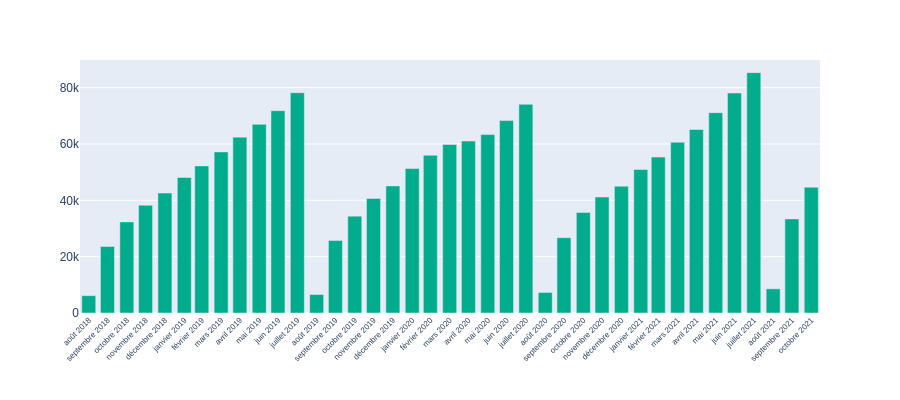 80k
60k
40k
20k
0
août 2018
septembre 2018
octobre 2018
novembre 2018
décembre 2018
janvier 2019
février 2019
mars 2019
avril 2019
mai 2019
juin 2019
juillet 2019
août 2019
septembre 2019
octobre 2019
novembre 2019
décembre 2019
janvier 2020
février 2020
mars 2020
avril 2020
mai 2020
juin 2020
juillet 2020
août 2020
septembre 2020
octobre 2020
novembre 2020
décembre 2020
janvier 2021
février 2021
mars 2021
avril 2021
mai 2021
juin 2021
juillet 2021
août 2021
septembre 2021
octobre 2021